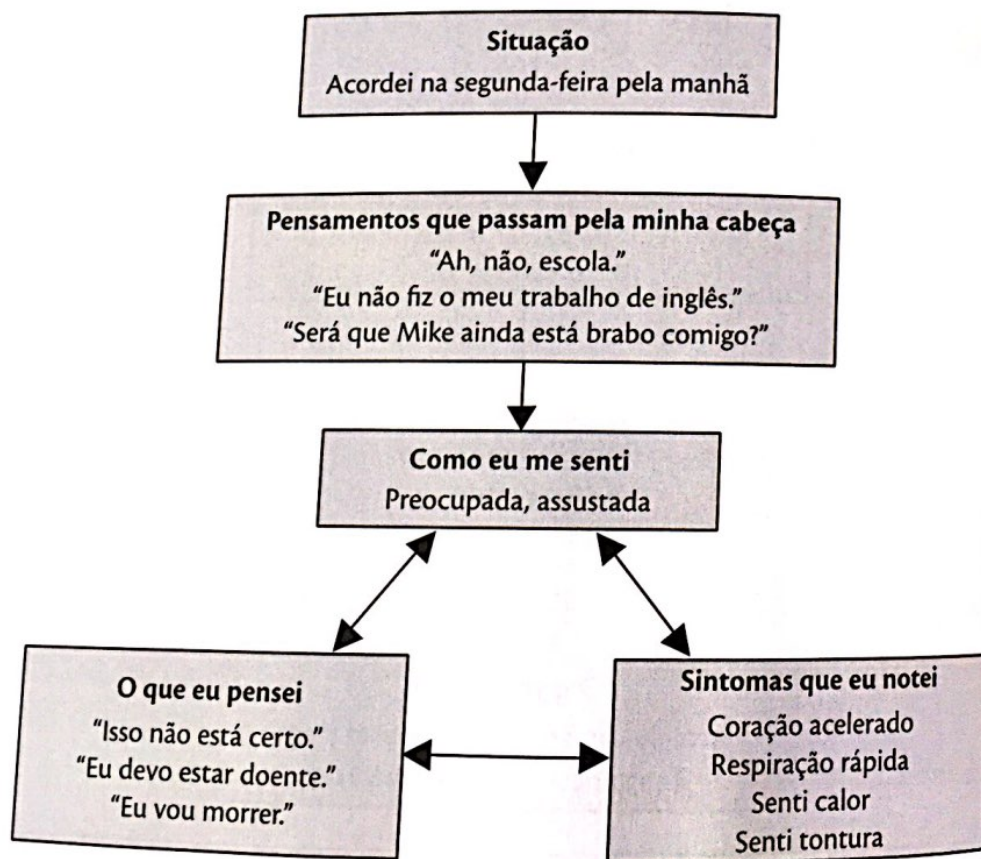 Situação
Acordei na segunda-feira pela manhã
Pensamentos que passam pela minha cabeça
“Ah, não, escola.”
“Eu não fiz o meu trabalho de inglês.”
“Será que Mike ainda está brabo comigo?”
Como eu me senti
Preocupada, assustada
O que eu pensei
“Isso não está certo.”
“Eu devo estar doente.”
“Eu vou morrer.”
Sintomas que eu notei
Coração acelerado
Respiração rápida
Senti calor
Senti tontura